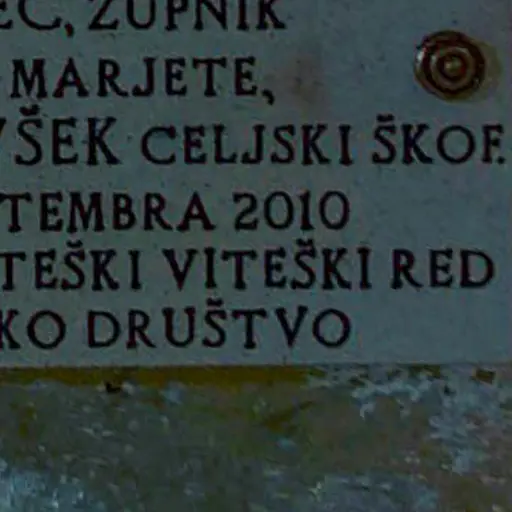 EC, ŽUPNIK
MARJETE,
VŠEK CELJSKI ŠKOF.
TEMBRA 2010
TEŠKI VITEŠKI RED
KO DRUŠTVO